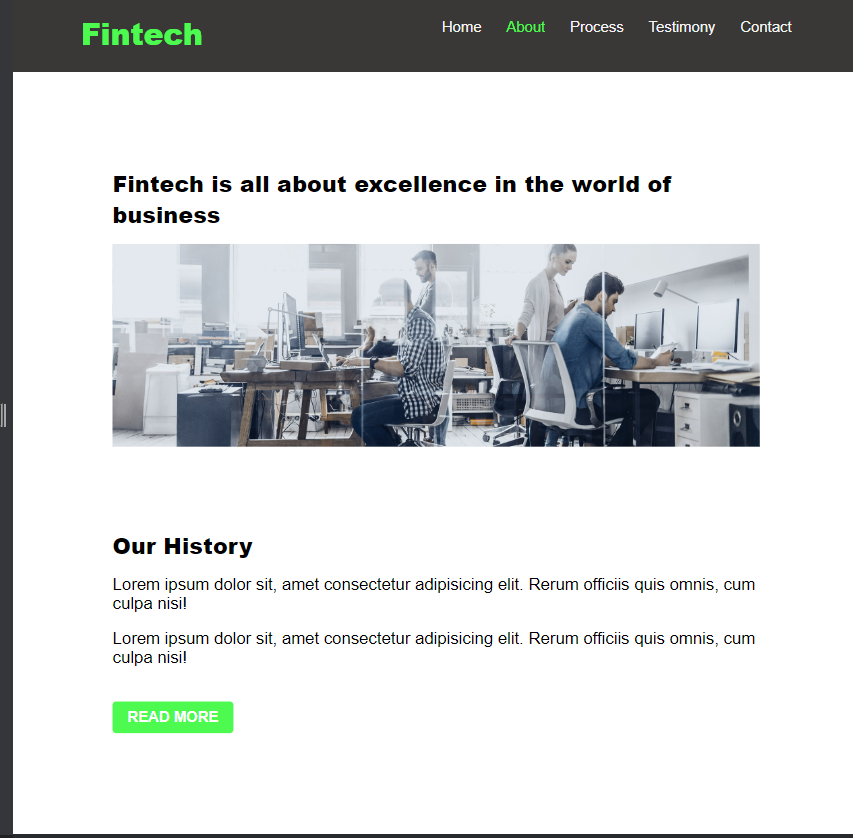 Fintech
Home About Process Testimony Contact
Fintech is all about excellence in the world of
business
Our History
Lorem ipsum dolor sit, amet consectetur adipisicing elit. Rerum officiis quis omnis, cum
culpa nisi!
Lorem ipsum dolor sit, amet consectetur adipisicing elit. Rerum officiis quis omnis, cum
culpa nisi!
READ MORE